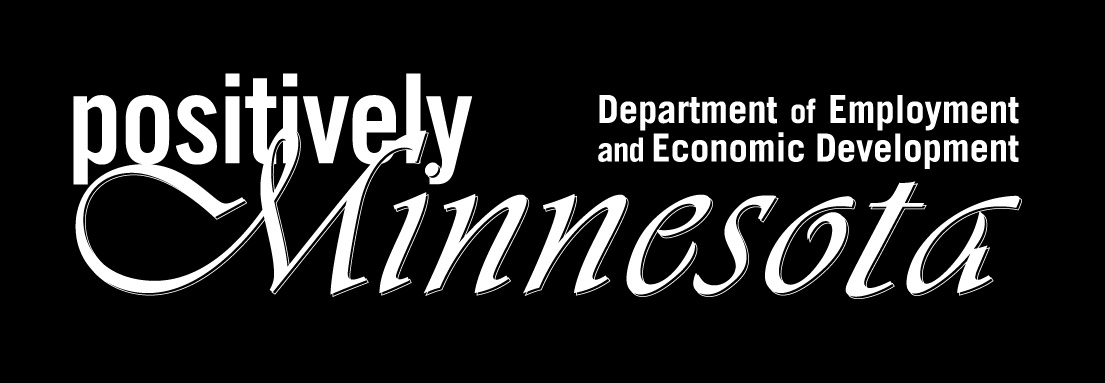 positively
Minnesota
Department of Employment
and Economic Development